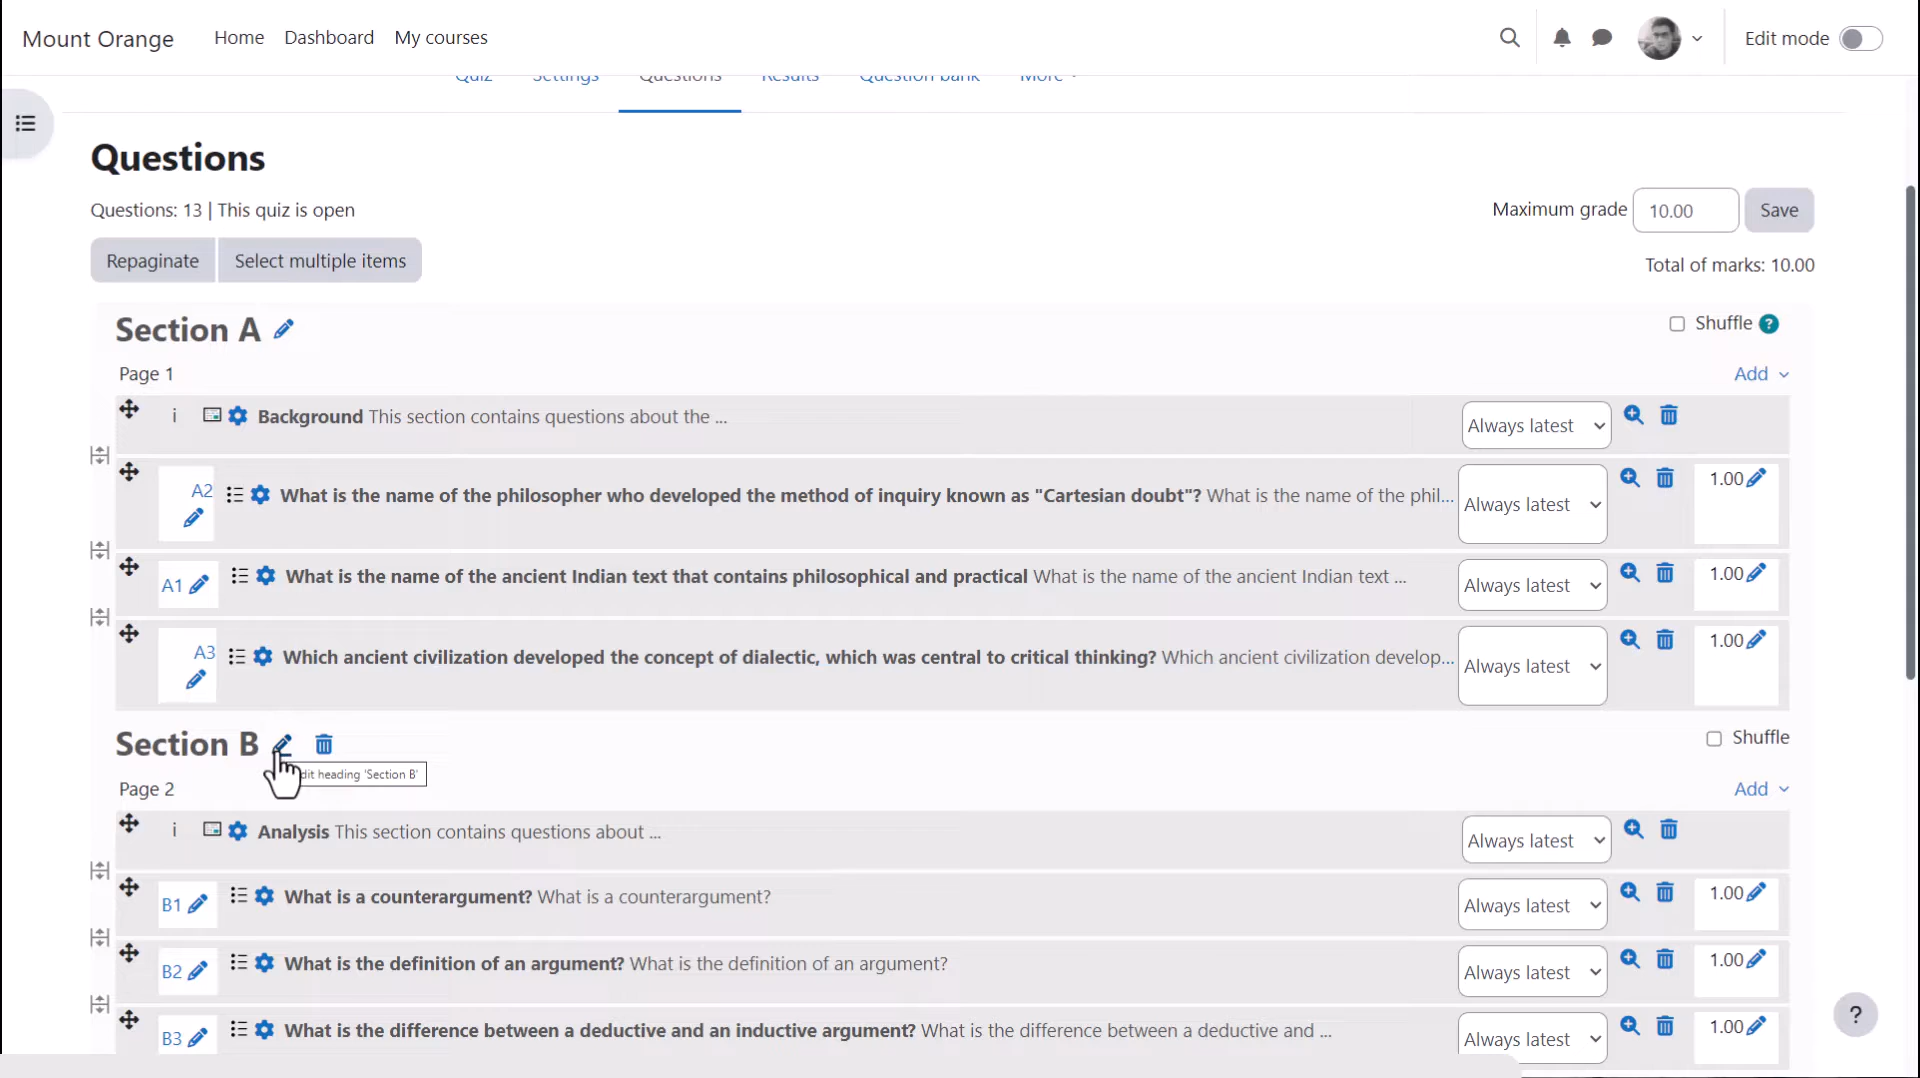 Mount Orange Home Dashboard My courses Edit mode
Quiz Settings Questions Results Question bank More
Questions
Questions: 13 | This quiz is open
Maximum grade 10.00 Save
Repaginate Select multiple items
Total of marks: 10.00
Section A
Shuffle ?
Page 1
Add
i Background This section contains questions about the ... Always latest
A2 What is the name of the philosopher who developed the method of inquiry known as "Cartesian doubt"? What is the name of the phil... Always latest 1.00
A1 What is the name of the ancient Indian text that contains philosophical and practical What is the name of the ancient Indian text ... Always latest 1.00
A3 Which ancient civilization developed the concept of dialectic, which was central to critical thinking? Which ancient civilization develop... Always latest 1.00
Section B
Shuffle
dit heading 'Section B'
Page 2
Add
i Analysis This section contains questions about ... Always latest
B1 What is a counterargument? What is a counterargument? Always latest 1.00
B2 What is the definition of an argument? What is the definition of an argument? Always latest 1.00
B3 What is the difference between a deductive and an inductive argument? What is the difference between a deductive and ... Always latest 1.00
?